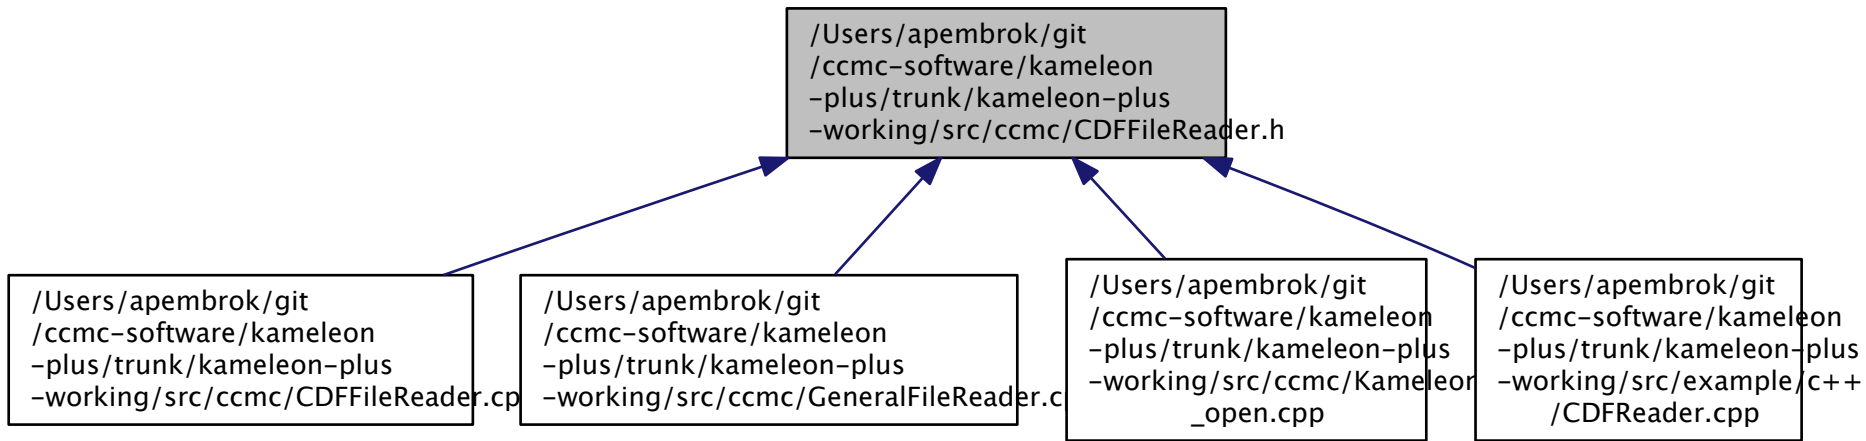 /Users/apembrok/git
/ccmc-software/kameleon
-plus/trunk/kameleon-plus
-working/src/ccmc/CDFFileReader.h
/Users/apembrok/git
/ccmc-software/kameleon
-plus/trunk/kameleon-plus
-working/src/ccmc/CDFFileReader.cp
/Users/apembrok/git
/ccmc-software/kameleon
-plus/trunk/kameleon-plus
-working/src/ccmc/GeneralFileReader.c
/Users/apembrok/git
/ccmc-software/kameleon
-plus/trunk/kameleon-plus
-working/src/ccmc/Kameleon
_open.cpp
/Users/apembrok/git
/ccmc-software/kameleon
-plus/trunk/kameleon-plus
-working/src/example/c++
/CDFReader.cpp